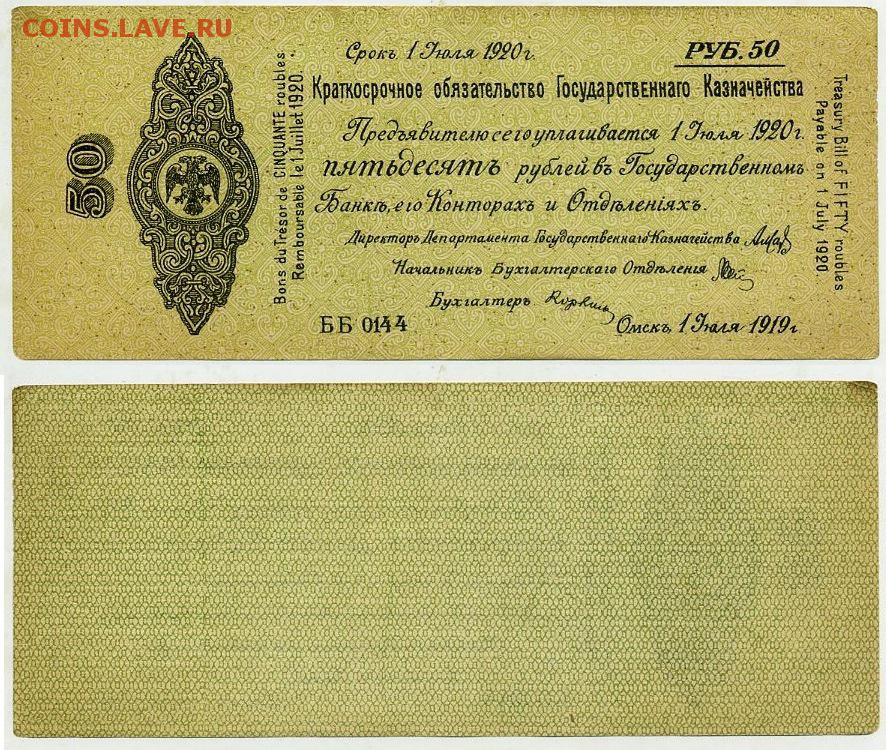 COINS.LAVE.RU
50
Bons du Trésor de CINQUANTE roubles
Remboursable le 1 Juillet 1920.
Срокъ 1 Іюля 1920 г.
РУБ. 50
Краткосрочное обязательство Государственнаго Казначейства
Предъявителю сего уплачивается 1 Іюля 1920 г.
пятьдесятъ рублей въ Государственномъ
Банкѣ, его Конторахъ и Отдѣленіяхъ.
Директоръ Департамента Государственнаго Казначейства
Начальникъ Бухгалтерскаго Отдѣленія
Бухгалтеръ
ББ 0144
Омскъ, 1 Іюля 1919 г.
Treasury Bill of FIFTY roubles
Payable on 1 July 1920